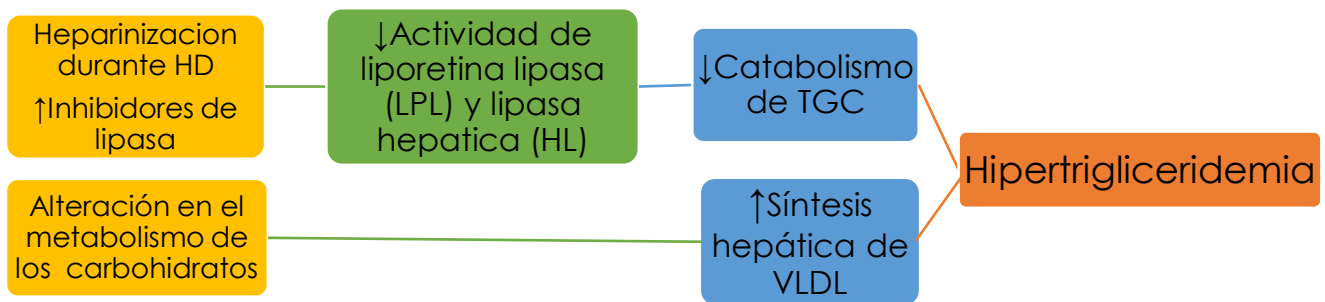 Heparinizacion
durante HD
↑Inhibidores de
lipasa
↓Actividad de
liporetina lipasa
(LPL) y lipasa
hepatica (HL)
↓Catabolismo
de TGC
Hipertrigliceridemia
Alteración en el
metabolismo de
los carbohidratos
↑Síntesis
hepática de
VLDL